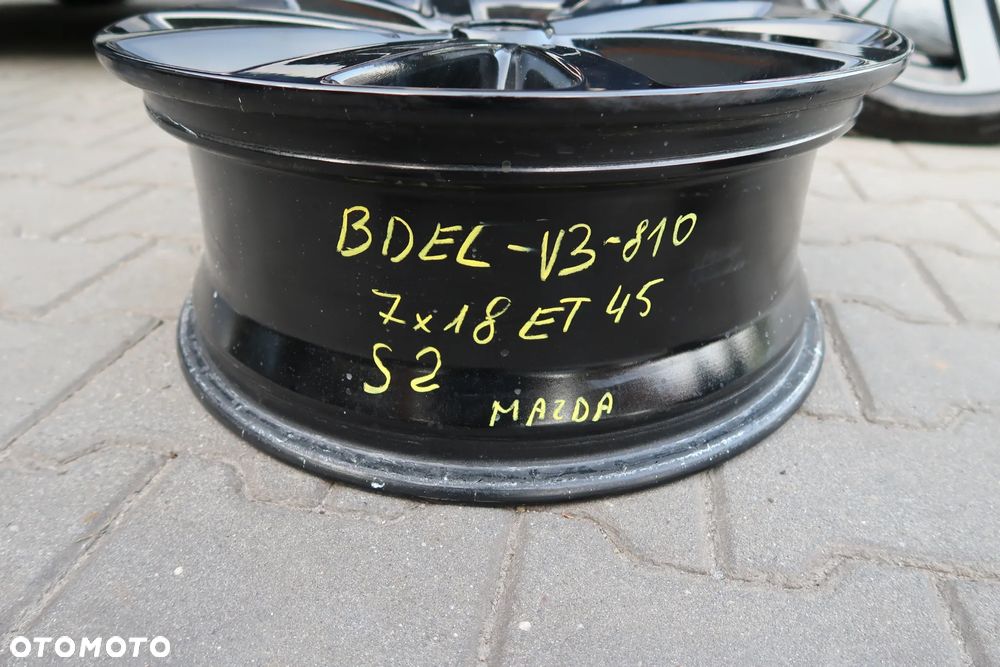 BDEL-V3-810
7x18 ET 45
S2
MAZDA
OTOMOTO